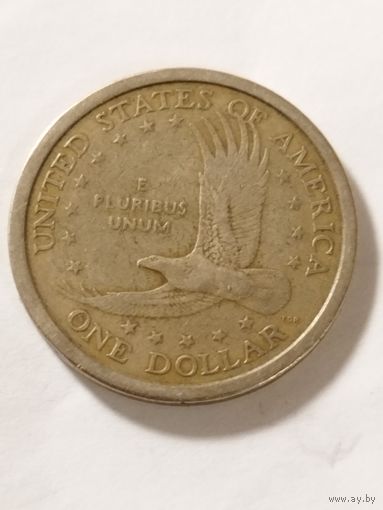 UNITED STATES OF AMERICA
E
PLURIBUS
UNUM
ONE DOLLAR
TDR
www.ay.by